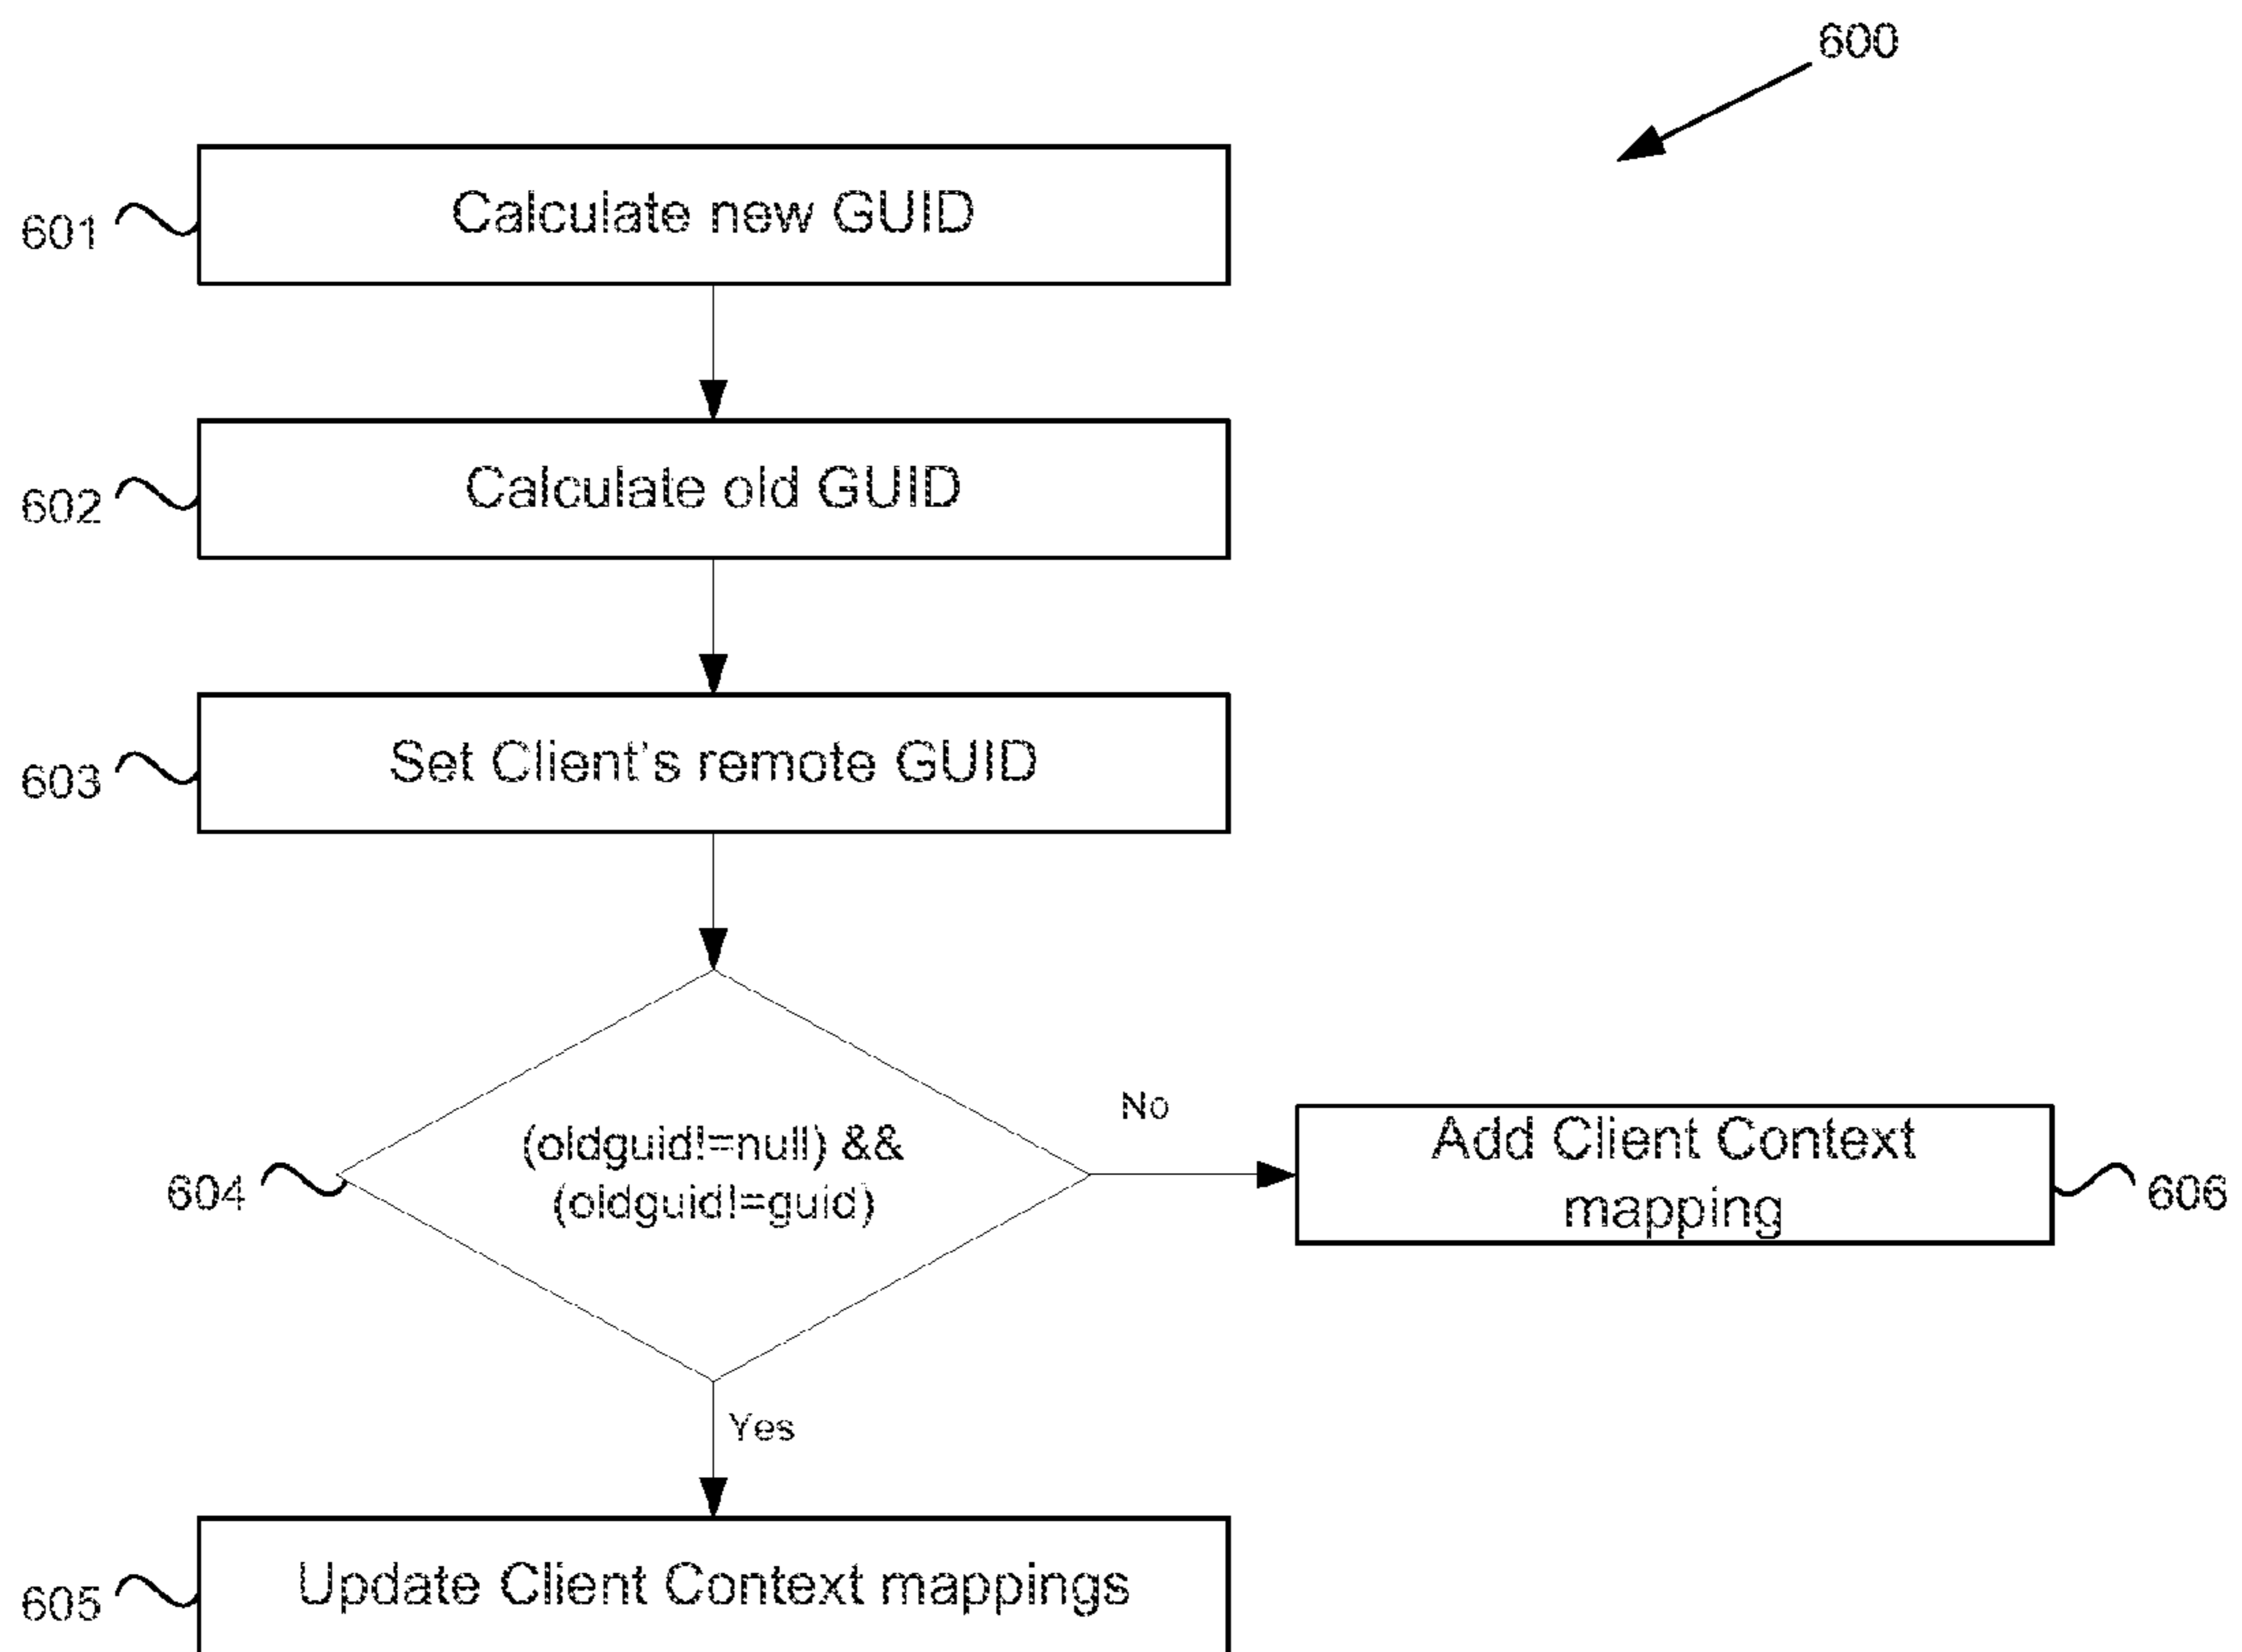 600
601
Calculate new GUID
602
Calculate old GUID
603
Set Client's remote GUID
604
(oldguid!=null) &&
(oldguid!=guid)
No
Add Client Context
mapping
606
Yes
605
Update Client Context mappings